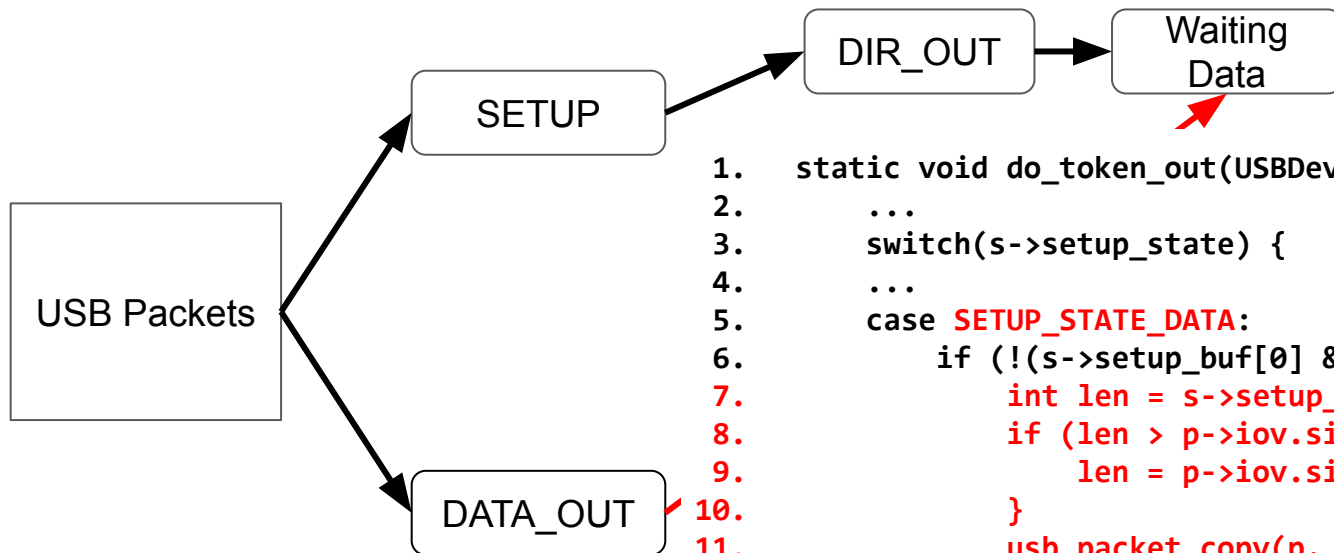 Waiting
Data
DIR_OUT
SETUP
USB Packets
DATA_OUT
1. static void do_token_out(USBDev
2. ...
3. switch(s->setup_state) {
4. ...
5. case SETUP_STATE_DATA:
6. if (!(s->setup_buf[0] &
7. int len = s->setup_
8. if (len > p->iov.si
9. len = p->iov.si
10. }
11. usb_packet_copy(p,